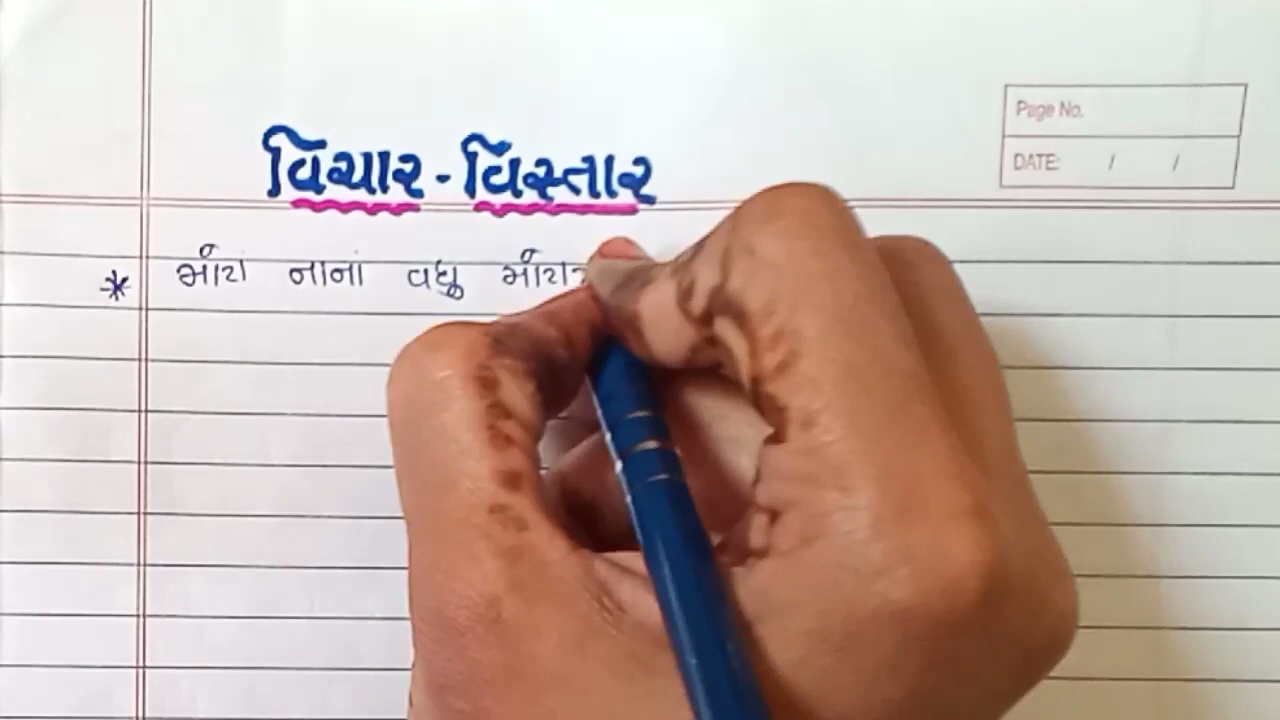 વિચાર-વિસ્તાર
Page No.
DATE: / /
* મોટાં નાનાં વધુ